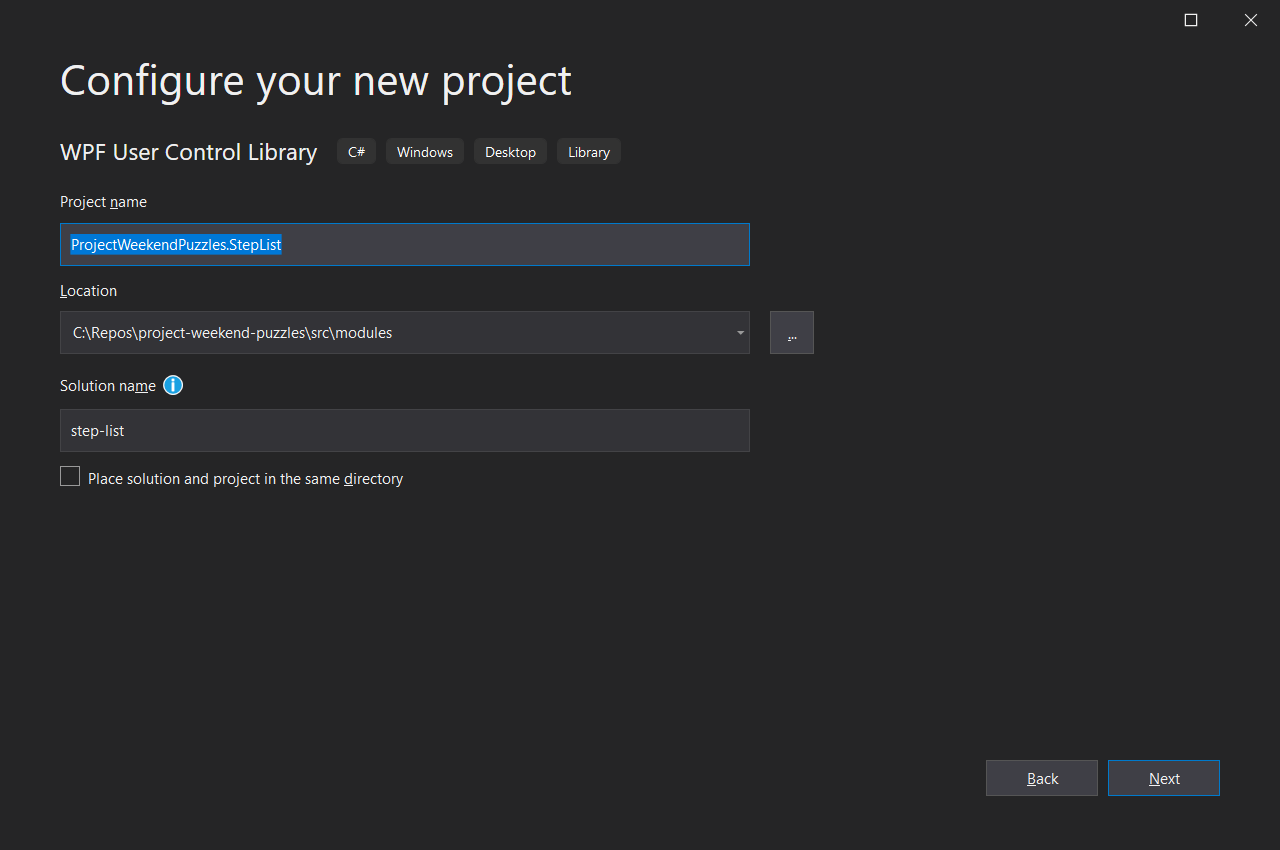 Configure your new project
WPF User Control Library C# Windows Desktop Library
Project name
ProjectWeekendPuzzles.StepList
Location
C:\Repos\project-weekend-puzzles\src\modules
...
Solution name
step-list
Place solution and project in the same directory
Back Next